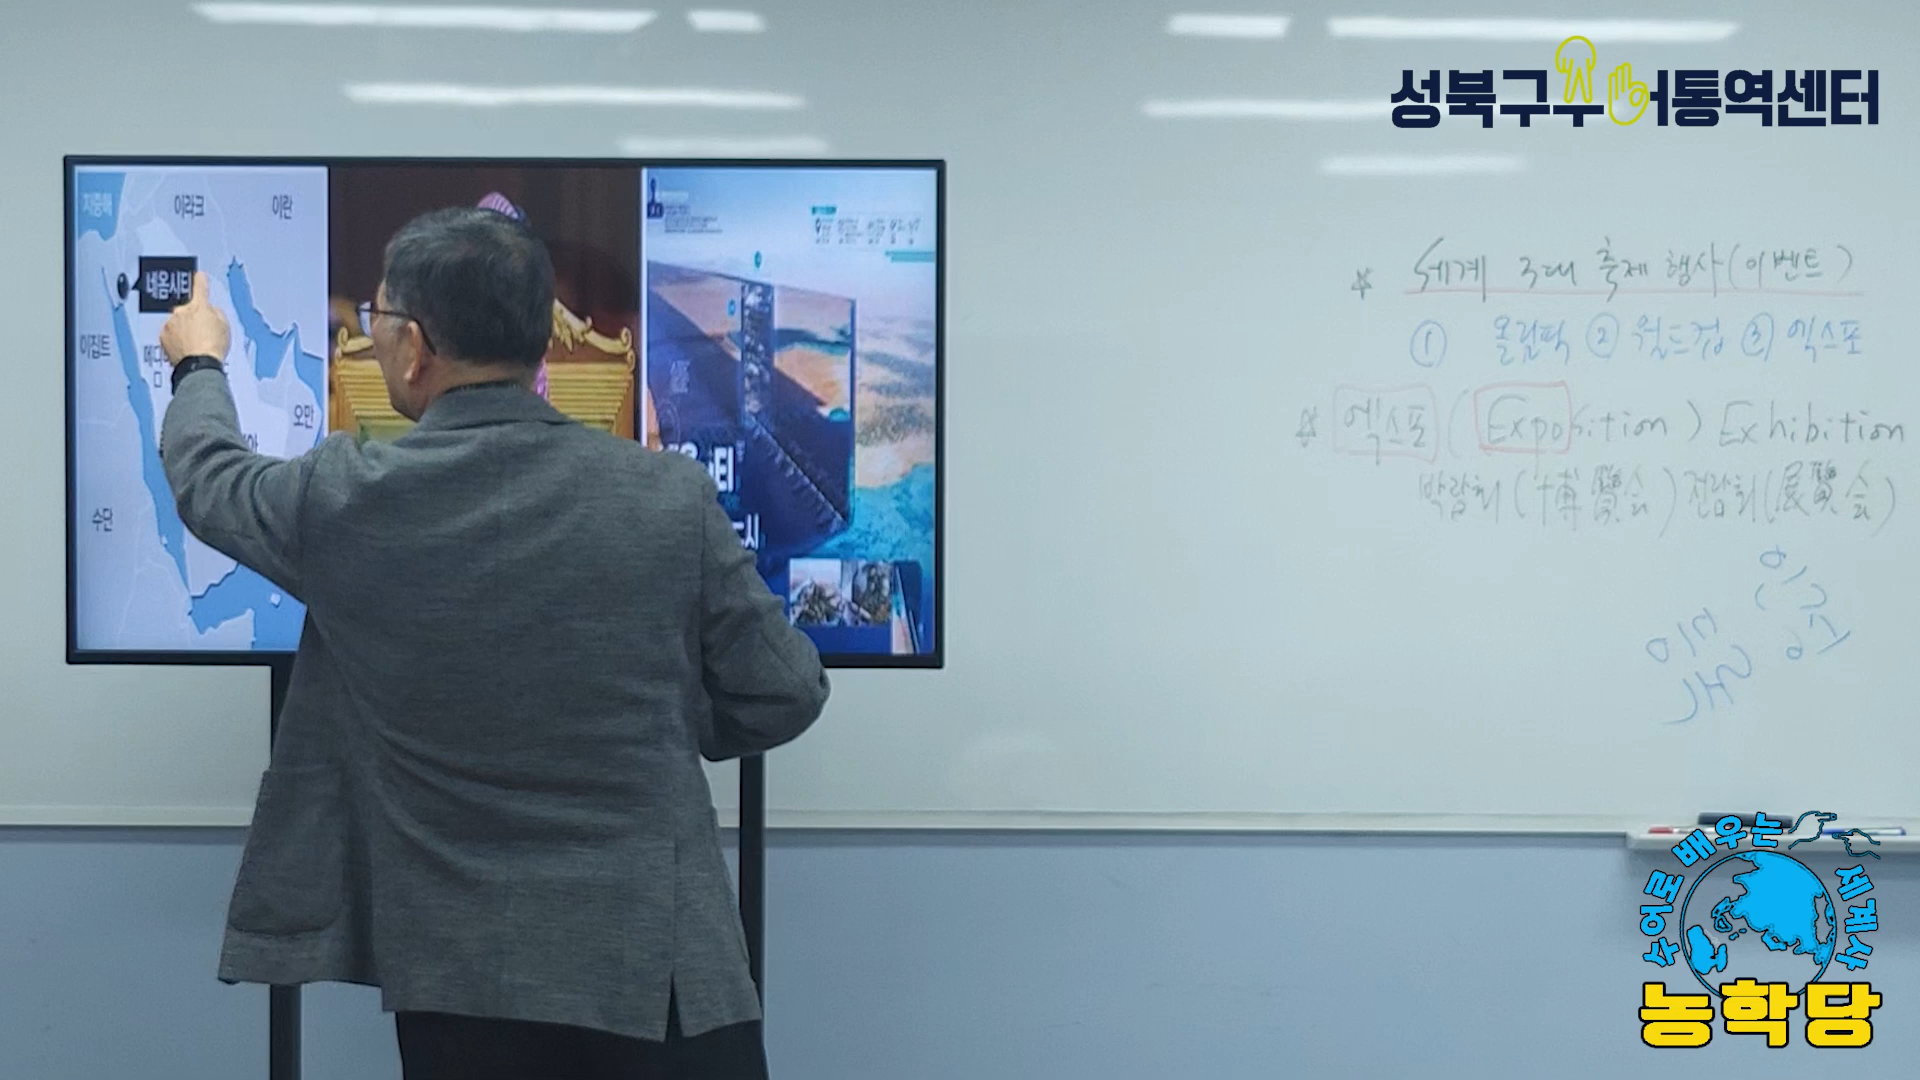 성북구수어통역센터
지중해
이라크
이란
네옴시티
이집트
오만
수단
* 세계 3대 축제 행사(이벤트)
① 올림픽 ② 월드컵 ③ 엑스포
* 엑스포 (Exposition) Exhibition
박람회(博覽会) 전람회(展覽会)
수어로 배우는 세계사
농학당